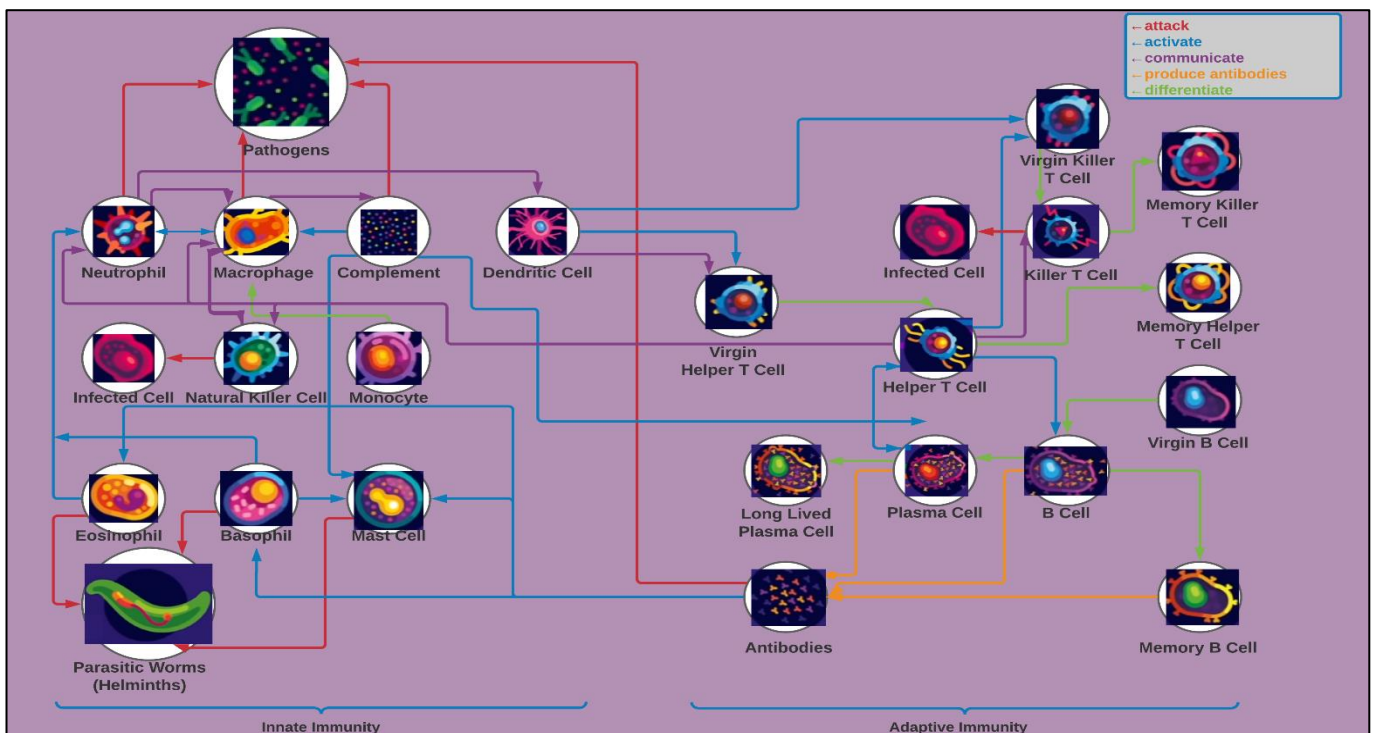 ←attack
←activate
←communicate
←produce antibodies
←differentiate
Pathogens
Virgin Killer
T Cell
Memory Killer
T Cell
Neutrophil
Macrophage
Complement
Dendritic Cell
Infected Cell
Killer T Cell
Memory Helper
T Cell
Virgin
Helper T Cell
Helper T Cell
Infected Cell
Natural Killer Cell
Monocyte
Virgin B Cell
Long Lived
Plasma Cell
Plasma Cell
B Cell
Eosinophil
Basophil
Mast Cell
Antibodies
Memory B Cell
Parasitic Worms
(Helminths)
Innate Immunity
Adaptive Immunity